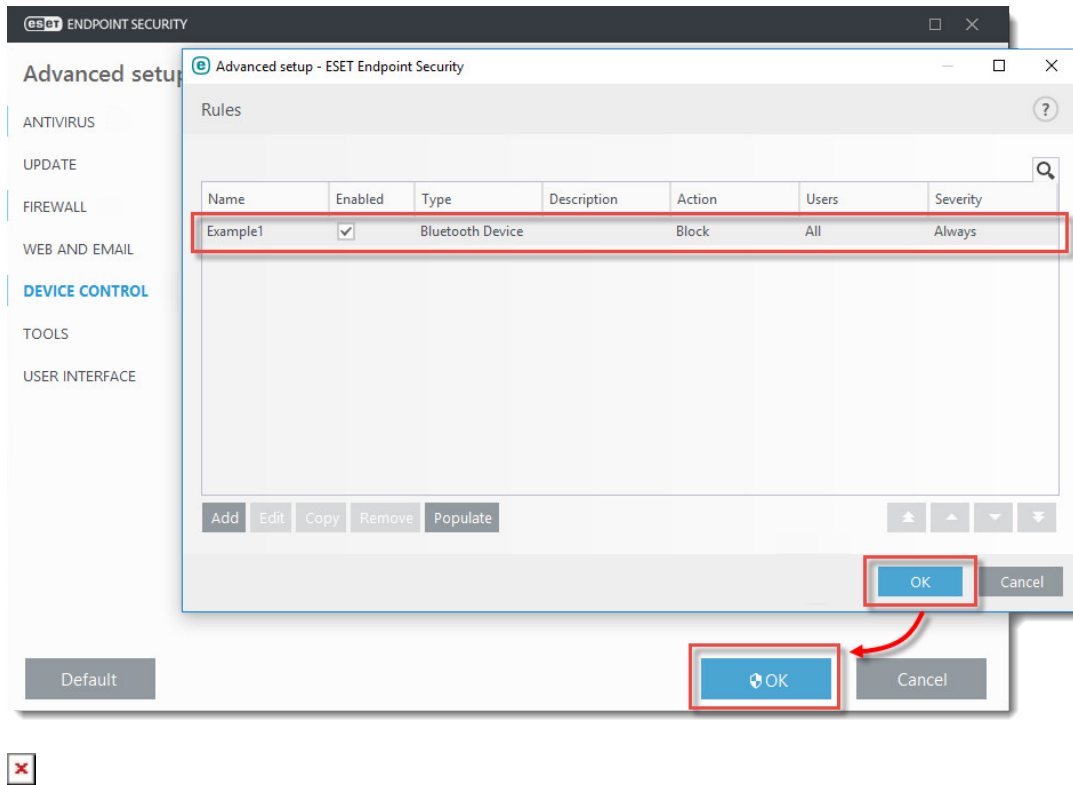 eset ENDPOINT SECURITY
Advanced setup
e Advanced setup - ESET Endpoint Security
Rules
?
ANTIVIRUS
UPDATE
FIREWALL
WEB AND EMAIL
DEVICE CONTROL
TOOLS
USER INTERFACE
Name Enabled Type Description Action Users Severity
Example1 Bluetooth Device Block All Always
Add Edit Copy Remove Populate
OK Cancel
Default OK Cancel